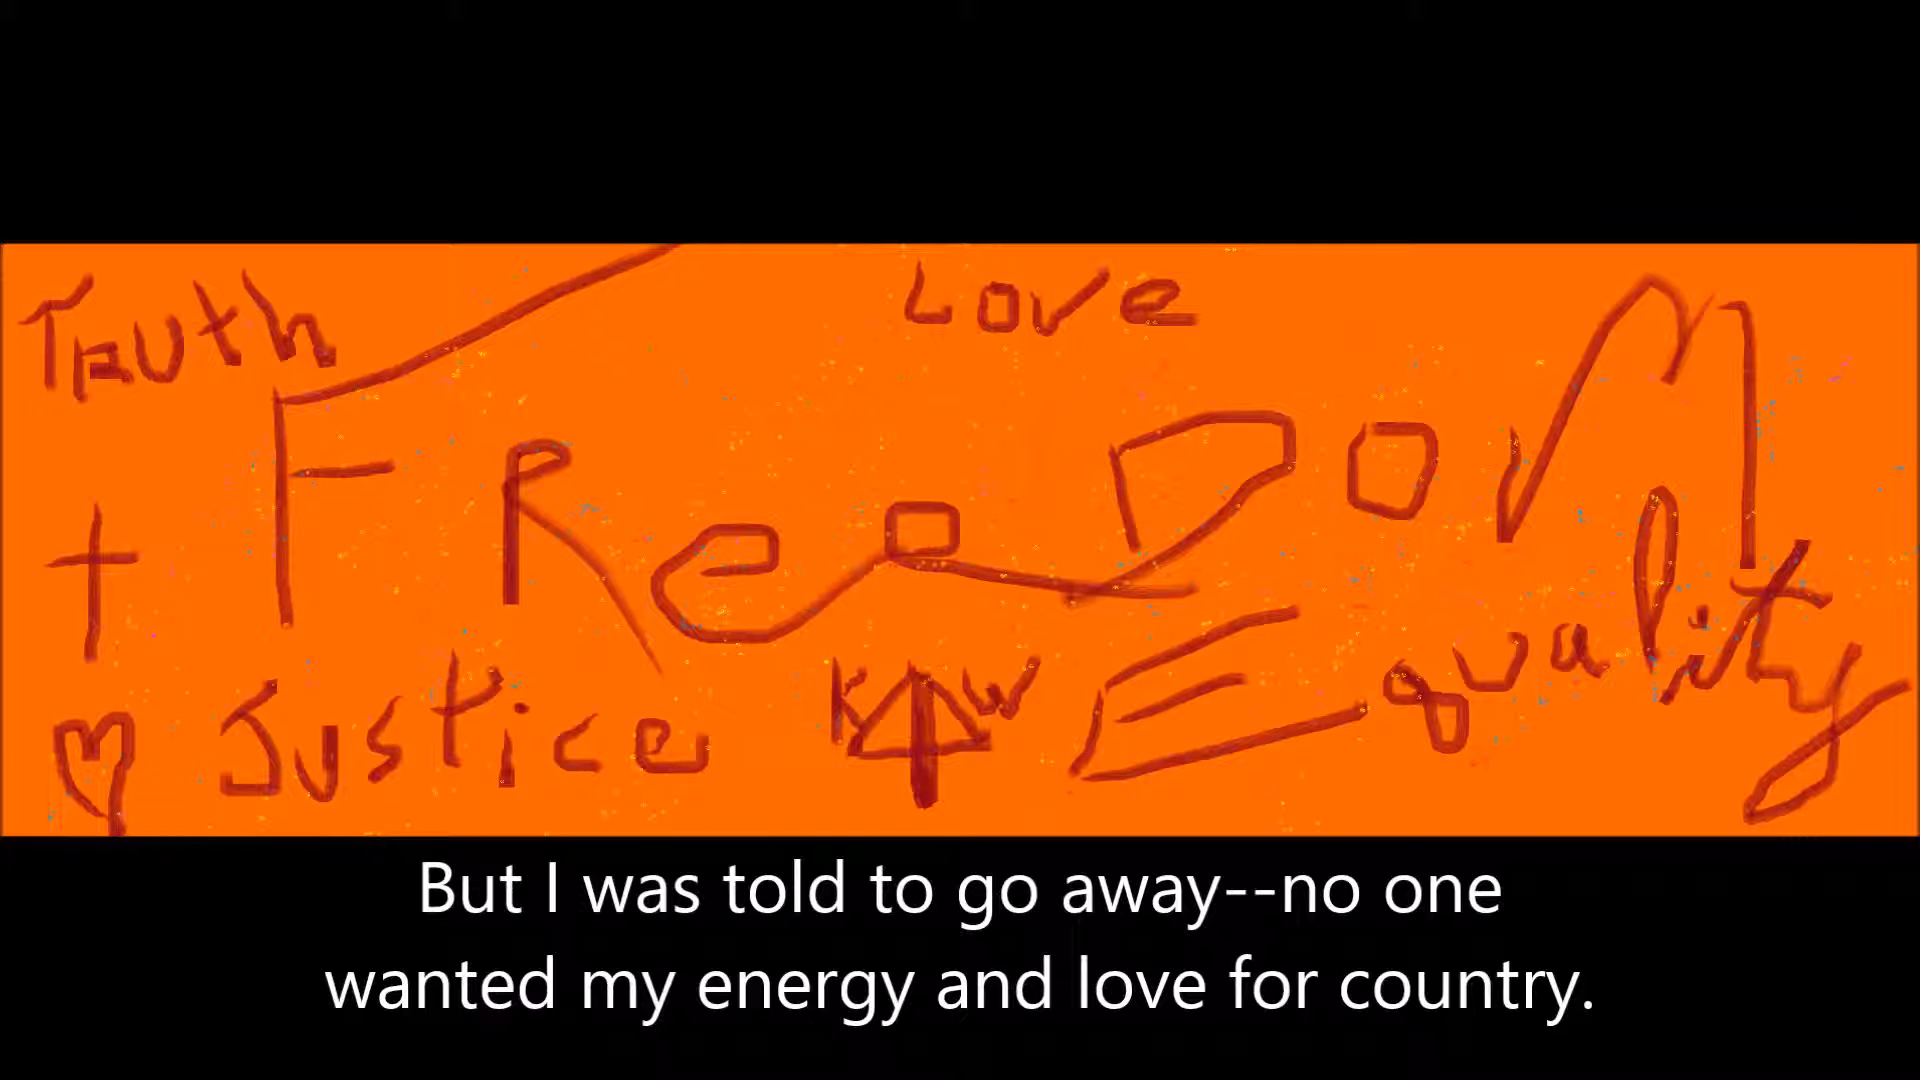 Truth
Love
FReeDOM
Justice
KW
Equality
But I was told to go away--no one
wanted my energy and love for country.